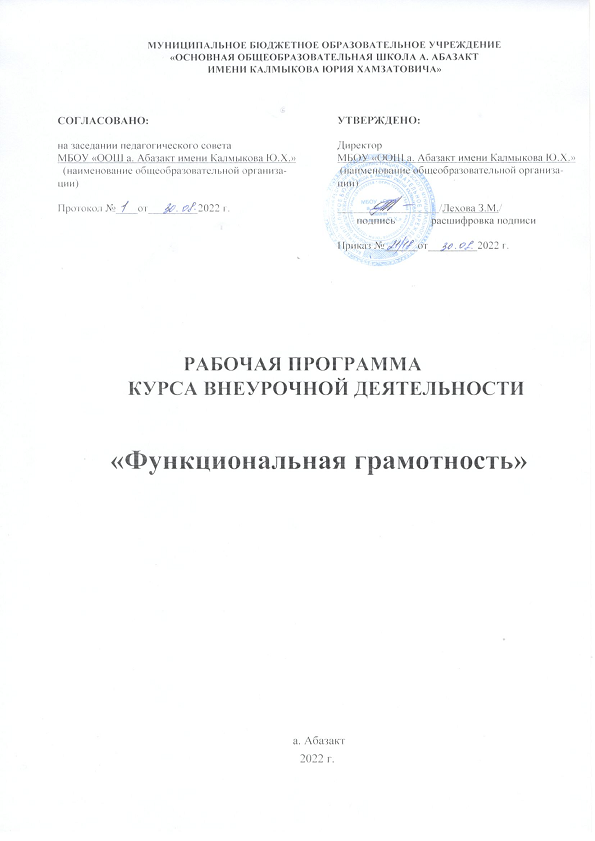 МУНИЦИПАЛЬНОЕ БЮДЖЕТНОЕ ОБРАЗОВАТЕЛЬНОЕ УЧРЕЖДЕНИЕ
«ОСНОВНАЯ ОБЩЕОБРАЗОВАТЕЛЬНАЯ ШКОЛА А. АБАЗАКТ
ИМЕНИ КАЛМЫКОВА ЮРИЯ ХАМЗАТОВИЧА»
СОГЛАСОВАНО:
на заседании педагогического совета
МБОУ «ООШ а. Абазакт имени Калмыкова Ю.Х.»
(наименование общеобразовательной организа-
ции)
Протокол № 1 от 30.08 2022 г.
УТВЕРЖДЕНО:
Директор
МБОУ «ООШ а. Абазакт имени Калмыкова Ю.Х.»
(наименование общеобразовательной организа-
ции)
/Лехова З.М./
подпись расшифровка подписи
Приказ № от 30.08 2022 г.
РАБОЧАЯ ПРОГРАММА
КУРСА ВНЕУРОЧНОЙ ДЕЯТЕЛЬНОСТИ
«Функциональная грамотность»
а. Абазакт
2022 г.